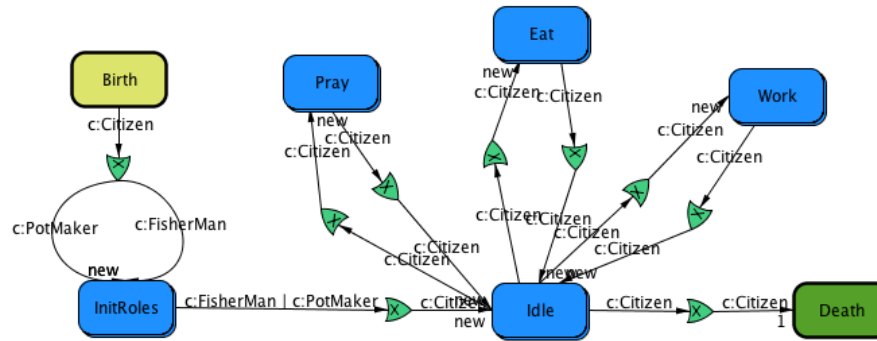 Eat
Birth
Pray
new
c:Citizen
c:Citizen
Work
new
c:Citizen
new
c:Citizen
c:Citizen
c:Citizen
c:Citizen
X
X
X
X
X
X
X
c:Citizen
c:Citizen
c:PotMaker
c:FisherMan
c:Citizen
c:Citizen
c:Citizen
new
new
new
InitRoles
c:FisherMan | c:PotMaker
X
c:Citizen
new
new
Idle
c:Citizen
X
c:Citizen
1
Death